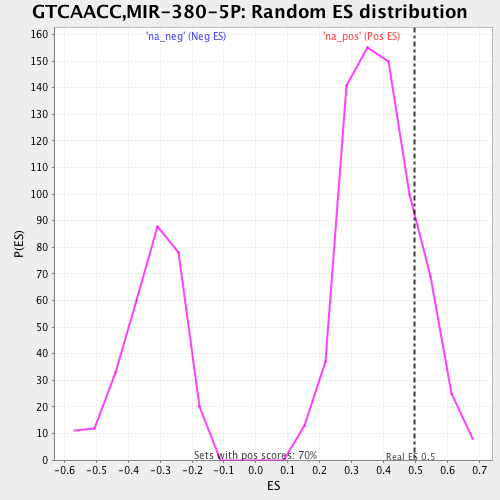 GTCAACC,MIR-380-5P: Random ES distribution
'na_neg' (Neg ES)
'na_pos' (Pos ES)
P(ES)
160
150
140
130
120
110
100
90
80
70
60
50
40
30
20
10
0
Sets with pos scores: 70%
Real ES 0.5
-0.6 -0.5 -0.4 -0.3 -0.2 -0.1 0.0 0.1 0.2 0.3 0.4 0.5 0.6 0.7
ES